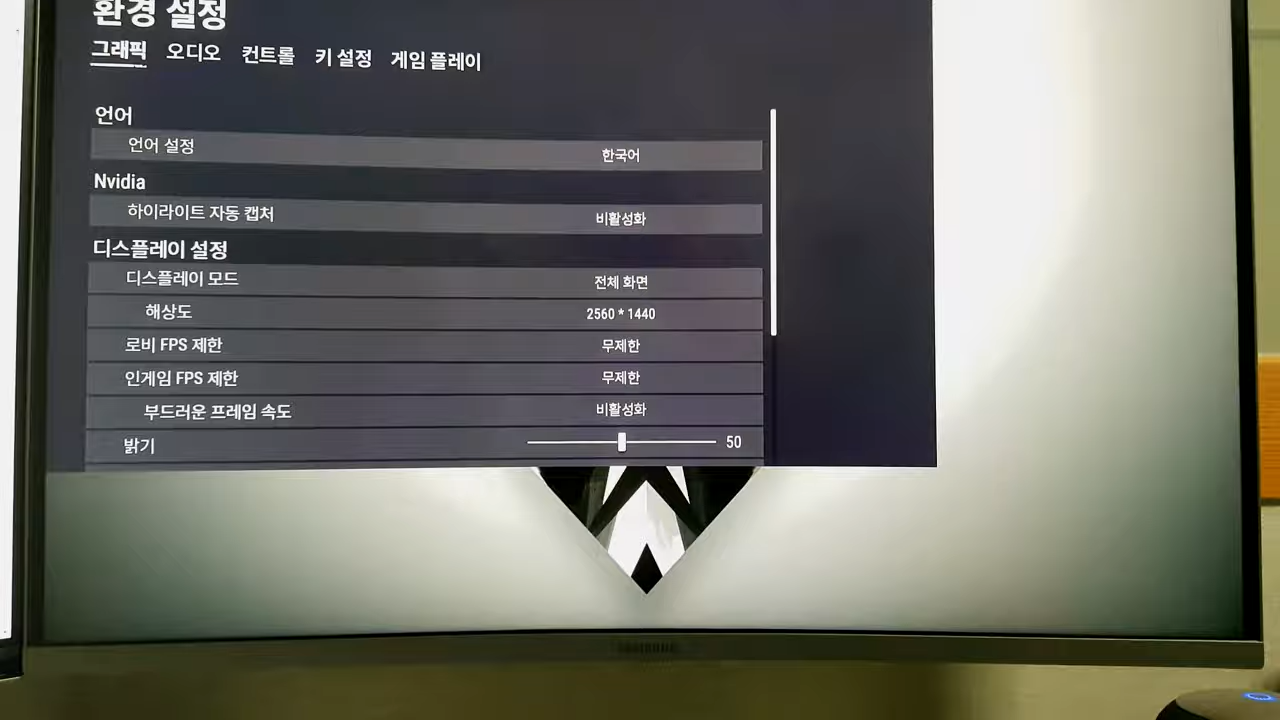 환경 설정
그래픽 오디오 컨트롤 키 설정 게임 플레이
언어
언어 설정 한국어
Nvidia
하이라이트 자동 캡처 비활성화
디스플레이 설정
디스플레이 모드 전체 화면
해상도 2560 * 1440
로비 FPS 제한 무제한
인게임 FPS 제한 무제한
부드러운 프레임 속도 비활성화
밝기 50
SAMSUNG